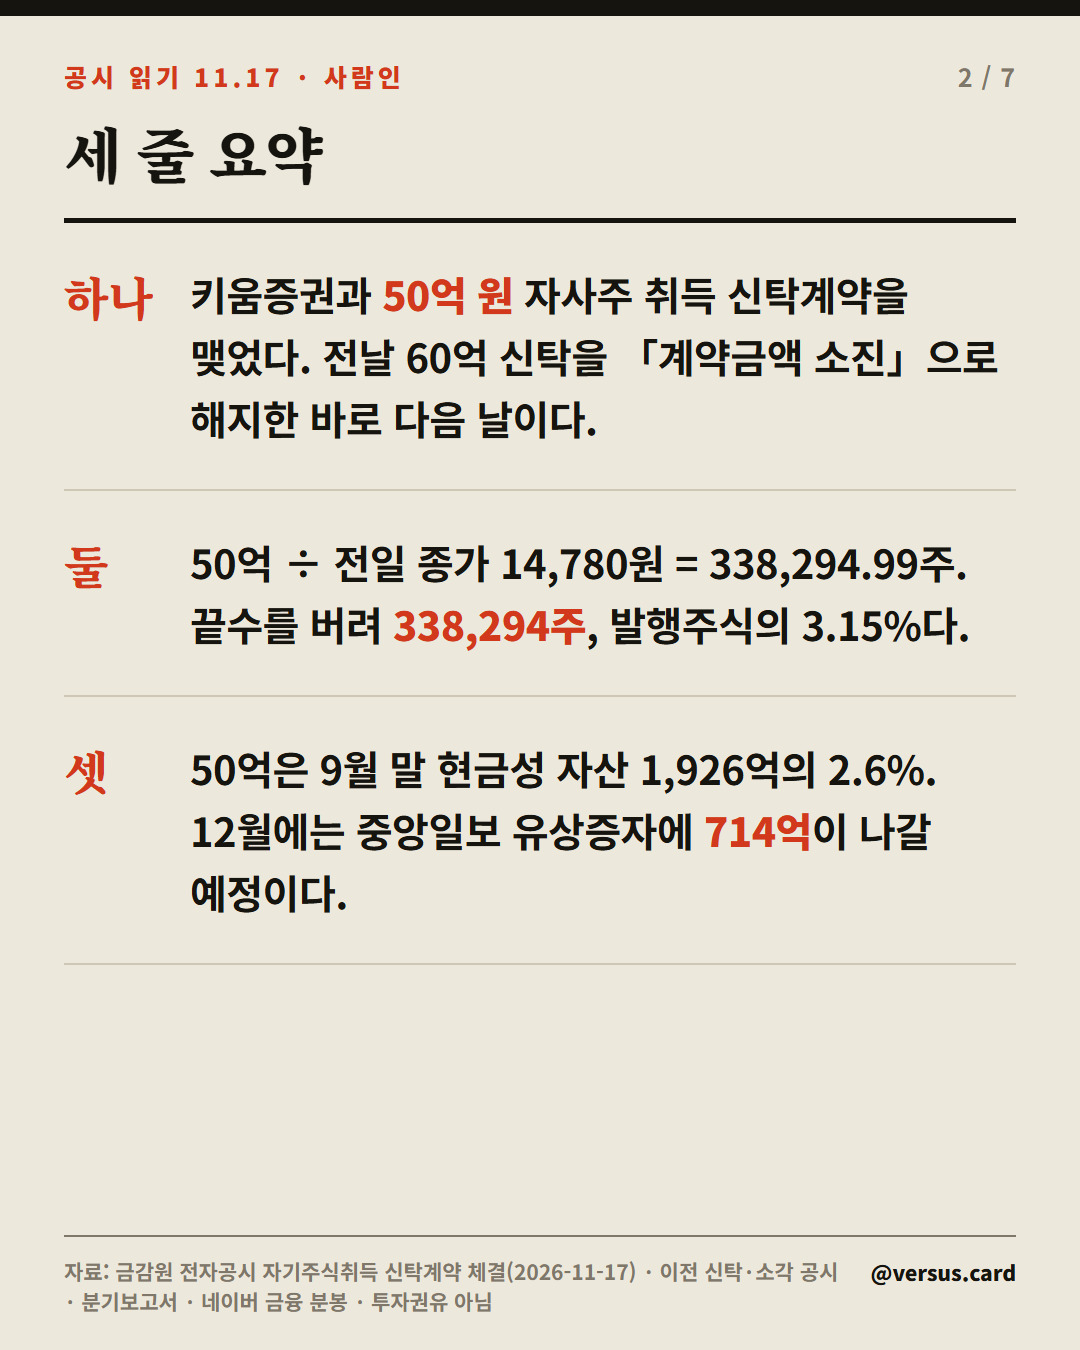 공시 읽기 11.17 · 사람인
2 / 7
세 줄 요약
하나
키움증권과 50억 원 자사주 취득 신탁계약을
맺었다. 전날 60억 신탁을 「계약금액 소진」으로
해지한 바로 다음 날이다.
둘
50억 ÷ 전일 종가 14,780원 = 338,294.99주.
끝수를 버려 338,294주, 발행주식의 3.15%다.
셋
50억은 9월 말 현금성 자산 1,926억의 2.6%.
12월에는 중앙일보 유상증자에 714억이 나갈
예정이다.
자료: 금감원 전자공시 자기주식취득 신탁계약 체결(2026-11-17) · 이전 신탁·소각 공시
· 분기보고서 · 네이버 금융 분봉 · 투자권유 아님
@versus.card